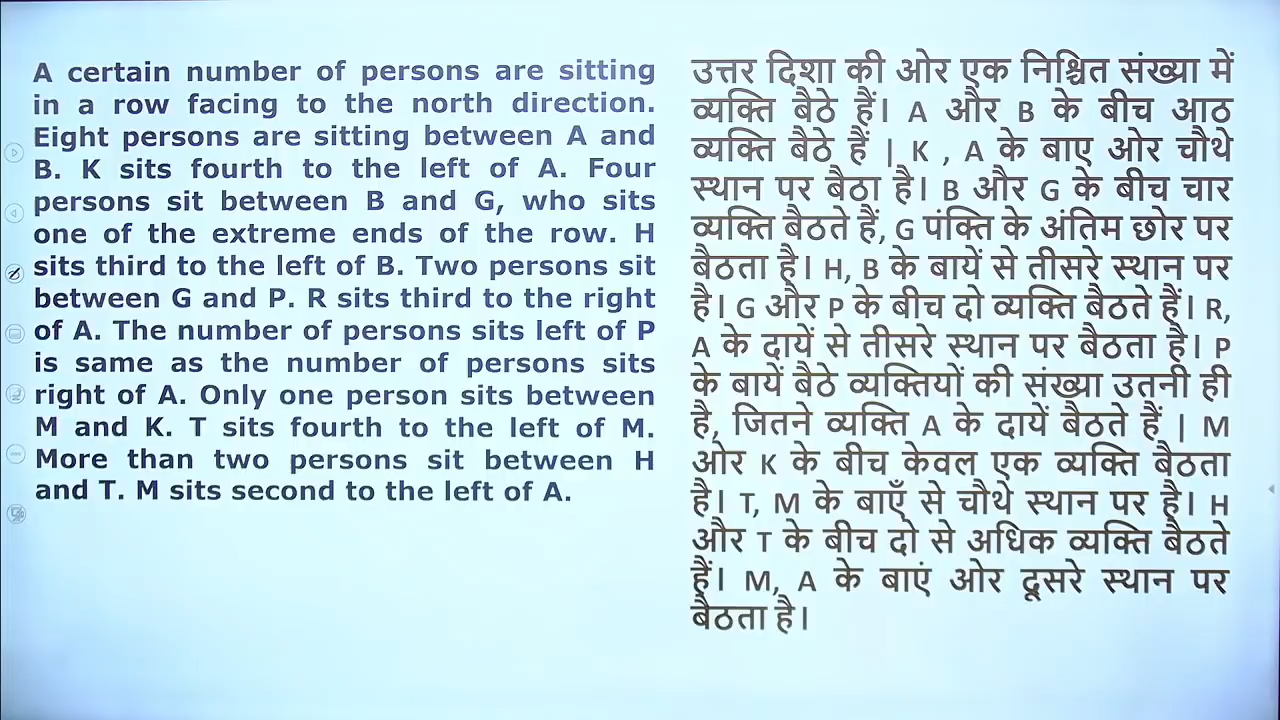 A certain number of persons are sitting
in a row facing to the north direction.
Eight persons are sitting between A and
B. K sits fourth to the left of A. Four
persons sit between B and G, who sits
one of the extreme ends of the row. H
sits third to the left of B. Two persons sit
between G and P. R sits third to the right
of A. The number of persons sits left of P
is same as the number of persons sits
right of A. Only one person sits between
M and K. T sits fourth to the left of M.
More than two persons sit between H
and T. M sits second to the left of A.
उत्तर दिशा की ओर एक निश्चित संख्या में
व्यक्ति बैठे हैं। A और B के बीच आठ
व्यक्ति बैठे हैं | K , A के बाए ओर चौथे
स्थान पर बैठा है। B और G के बीच चार
व्यक्ति बैठते हैं, G पंक्ति के अंतिम छोर पर
बैठता है। H, B के बायें से तीसरे स्थान पर
है। G और P के बीच दो व्यक्ति बैठते हैं। R,
A के दायें से तीसरे स्थान पर बैठता है। P
के बायें बैठे व्यक्तियों की संख्या उतनी ही
है, जितने व्यक्ति A के दायें बैठते हैं | M
ओर K के बीच केवल एक व्यक्ति बैठता
है। T, M के बाएँ से चौथे स्थान पर है। H
और T के बीच दो से अधिक व्यक्ति बैठते
हैं। M, A के बाएं ओर दूसरे स्थान पर
बैठता है।